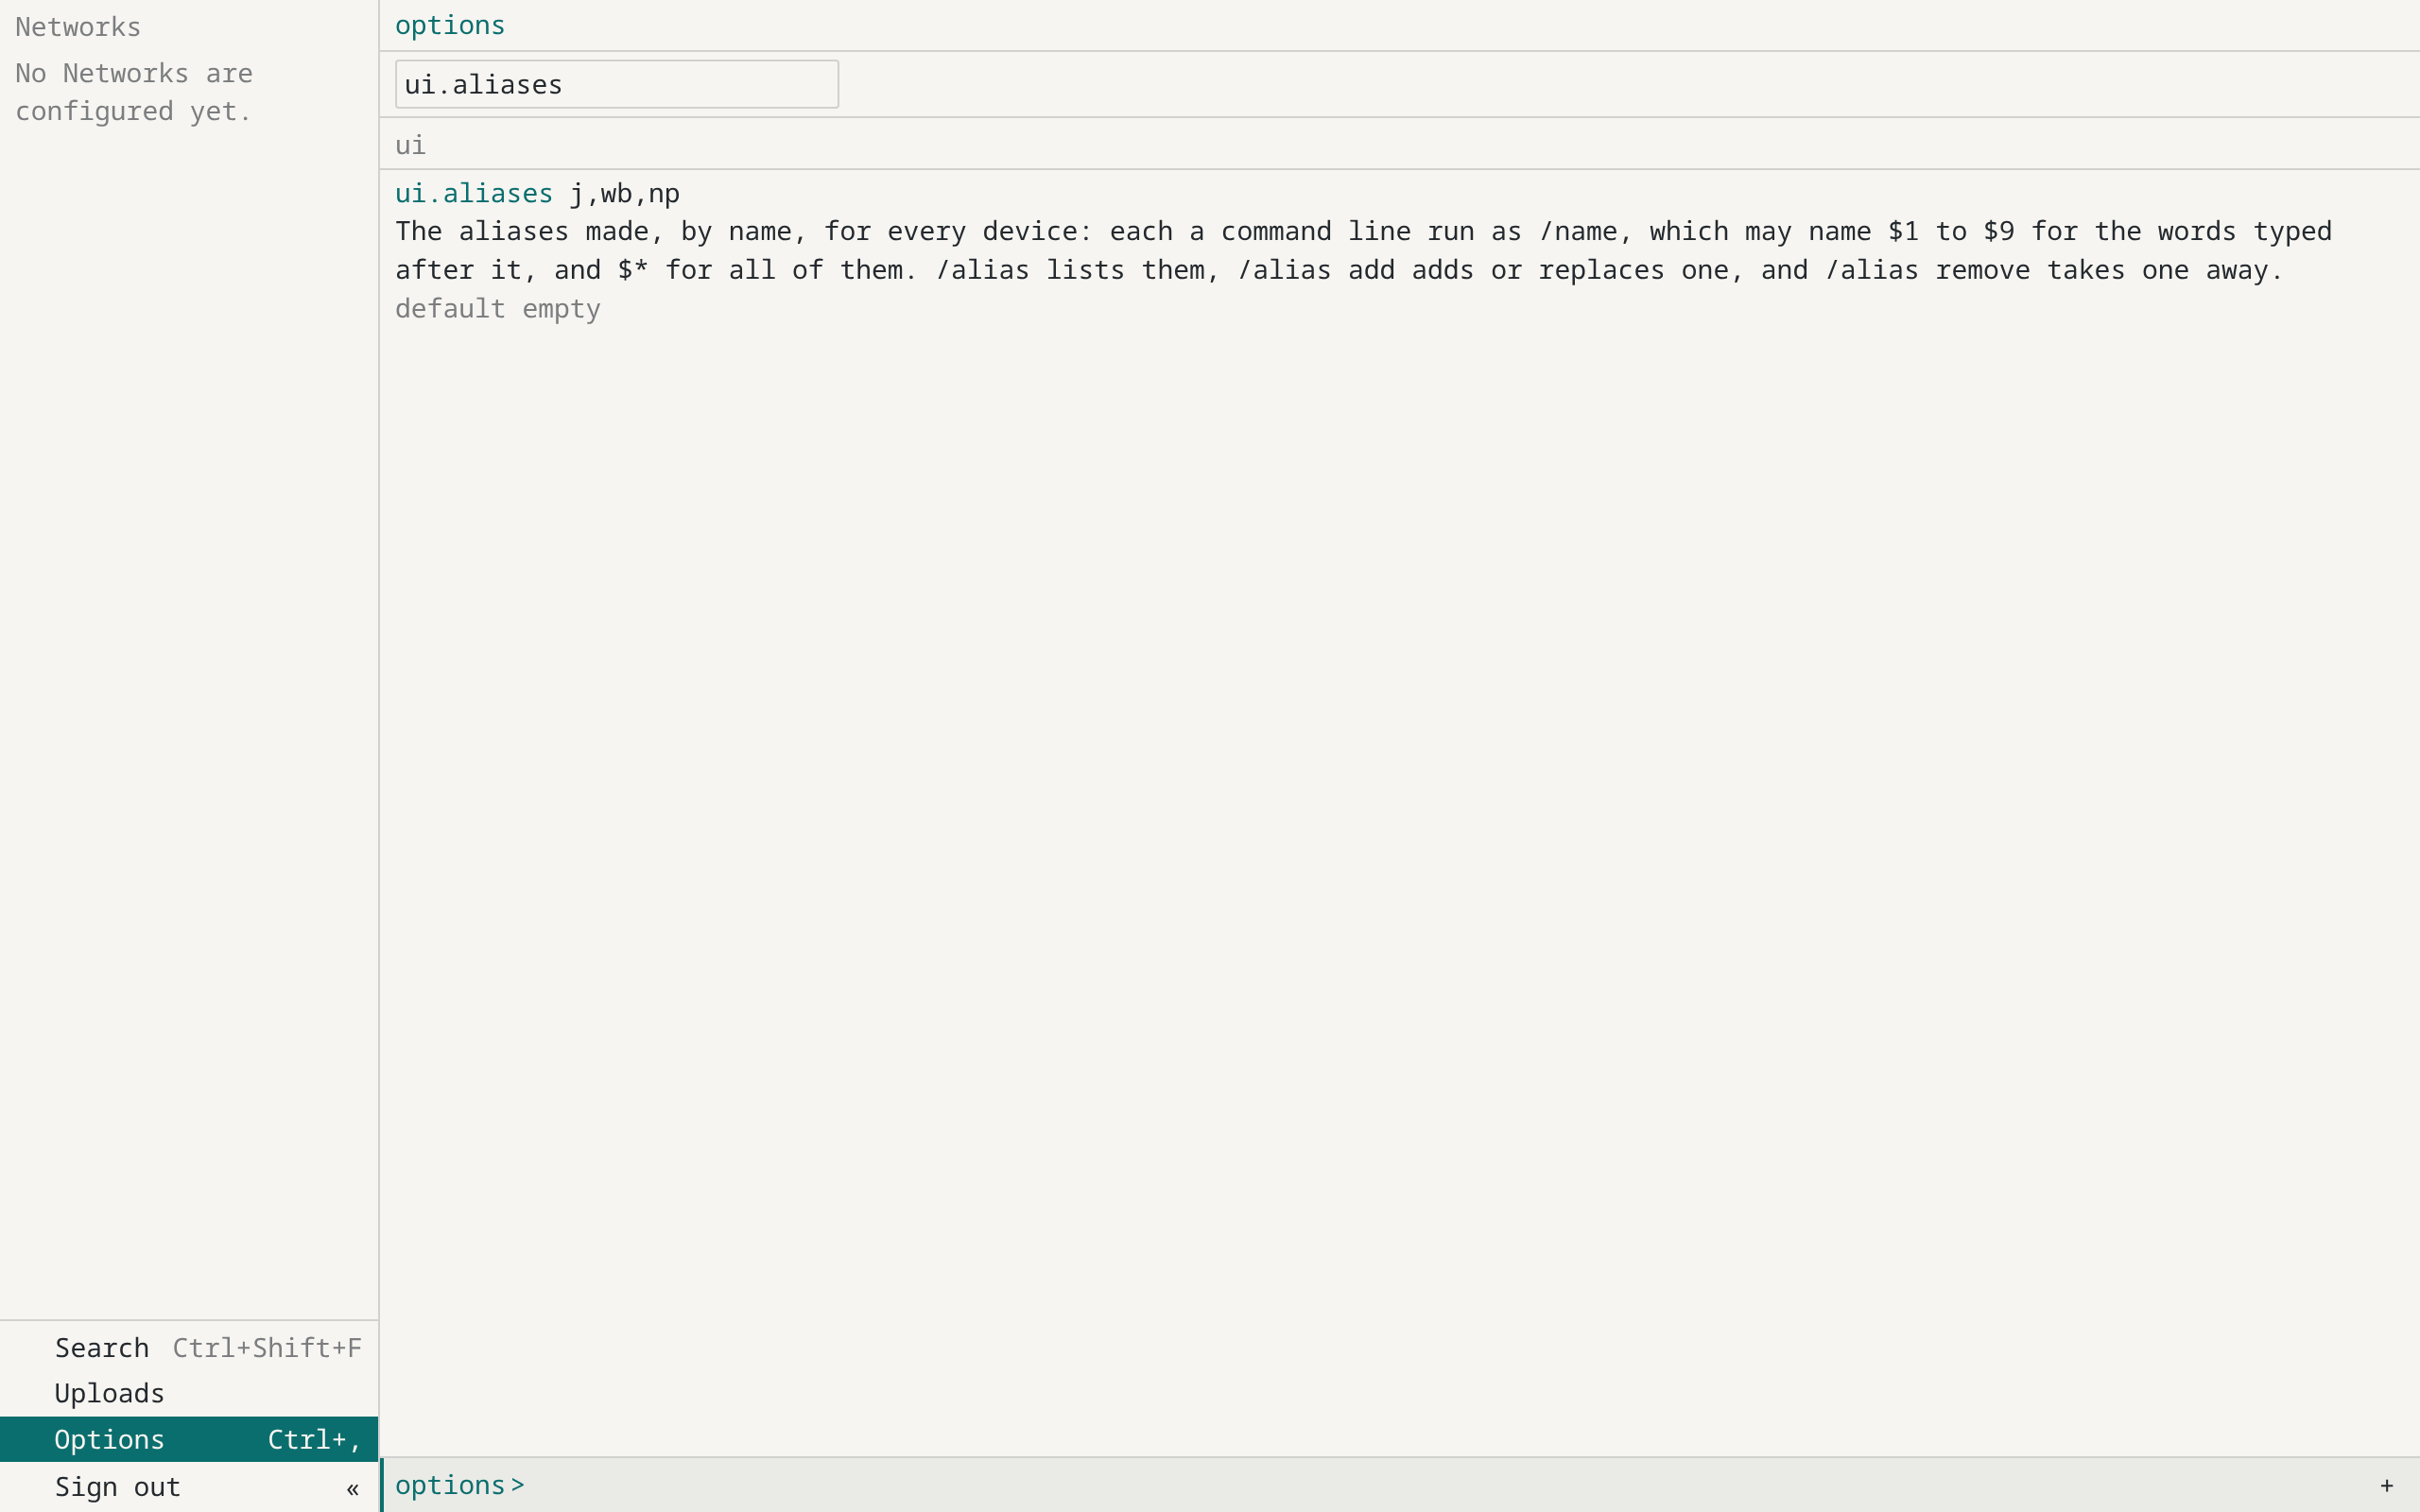 Networks
No Networks are
configured yet.
Search Ctrl+Shift+F
Uploads
Options Ctrl+,
Sign out «
options
ui.aliases
ui
ui.aliases j,wb,np
The aliases made, by name, for every device: each a command line run as /name, which may name $1 to $9 for the words typed
after it, and $* for all of them. /alias lists them, /alias add adds or replaces one, and /alias remove takes one away.
default empty
options> +